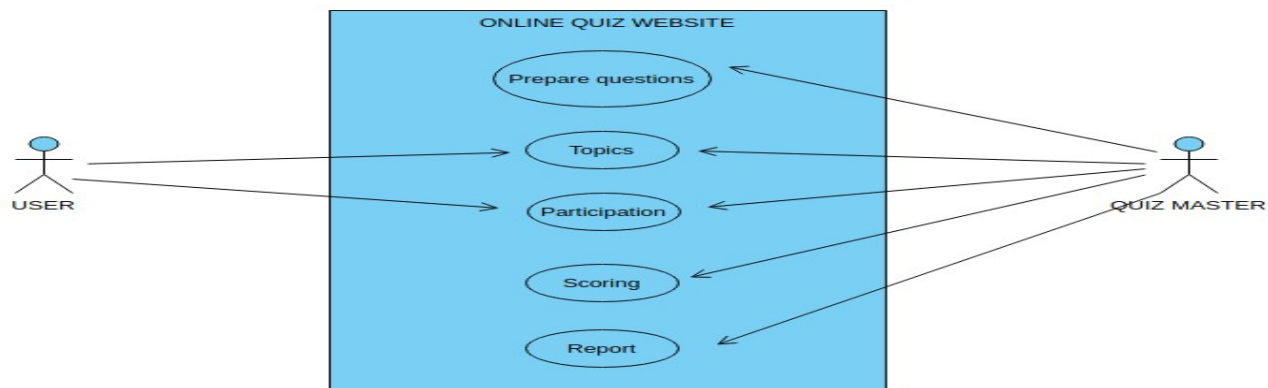 ONLINE QUIZ WEBSITE
Prepare questions
Topics
Participation
Scoring
Report
USER
QUIZ MASTER